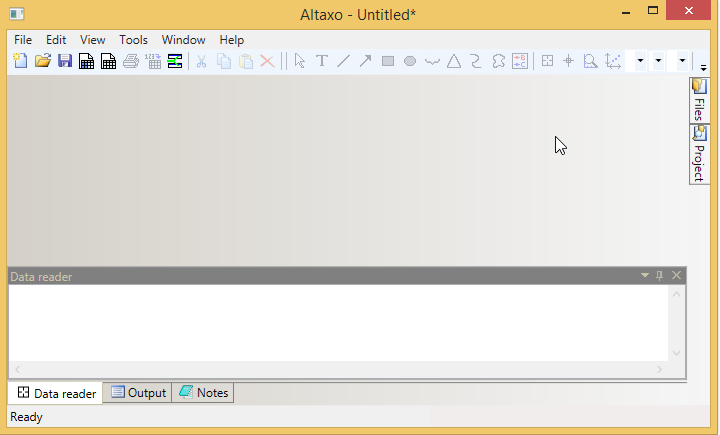 Altaxo - Untitled*
File Edit View Tools Window Help
Files
Project
Data reader
Data reader Output Notes
Ready